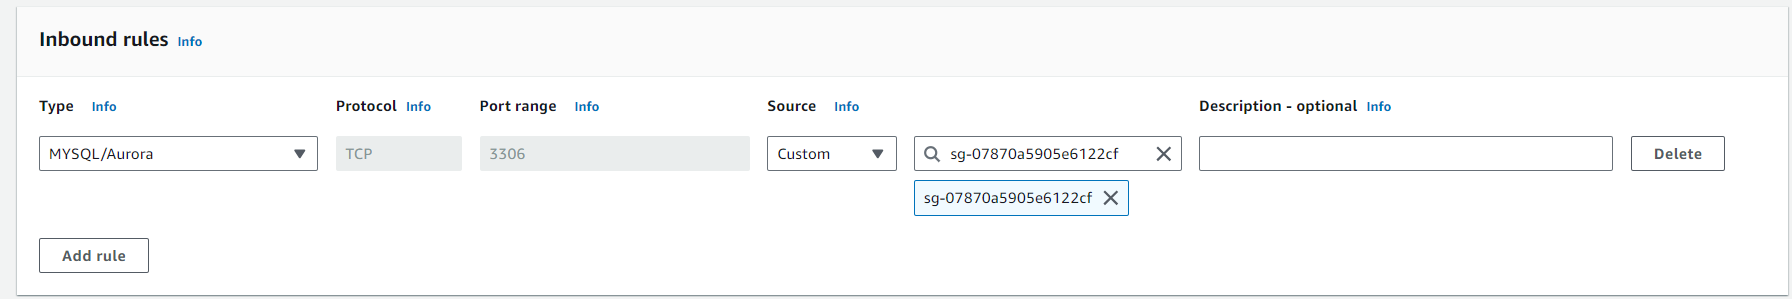 Inbound rules Info
Type Info Protocol Info Port range Info Source Info Description - optional Info
MYSQL/Aurora TCP 3306 Custom sg-07870a5905e6122cf Delete
sg-07870a5905e6122cf
Add rule